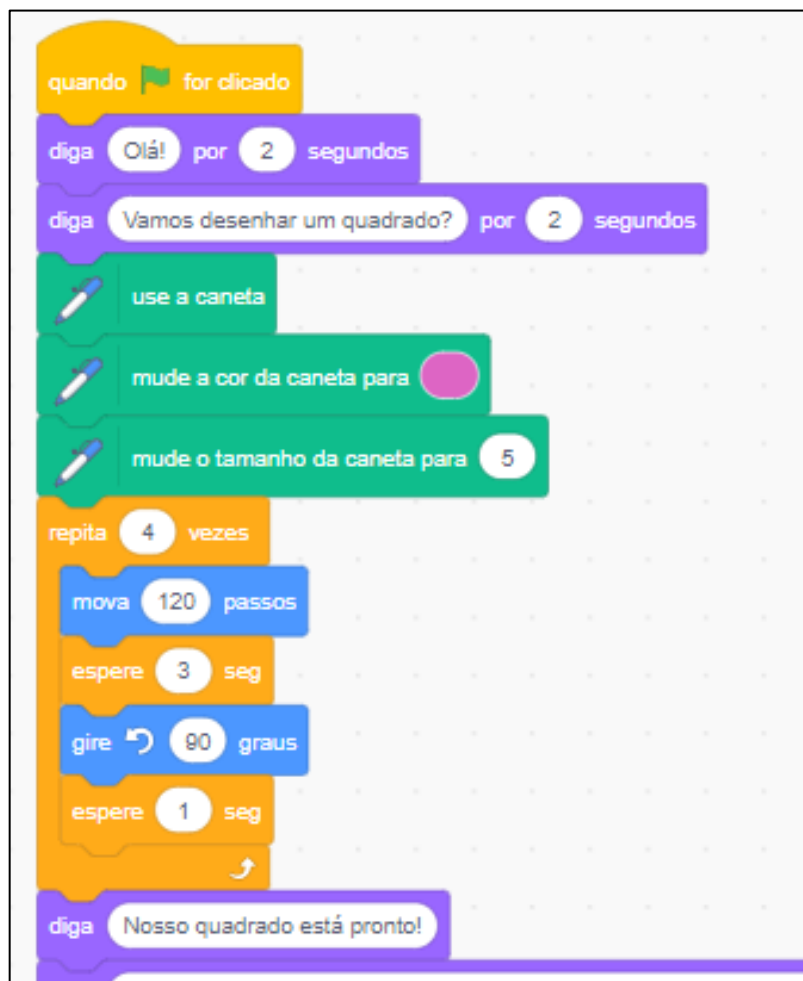 quando for clicado
diga Olá! por 2 segundos
diga Vamos desenhar um quadrado? por 2 segundos
use a caneta
mude a cor da caneta para
mude o tamanho da caneta para 5
repita 4 vezes
mova 120 passos
espere 3 seg
gire 90 graus
espere 1 seg
diga Nosso quadrado está pronto!